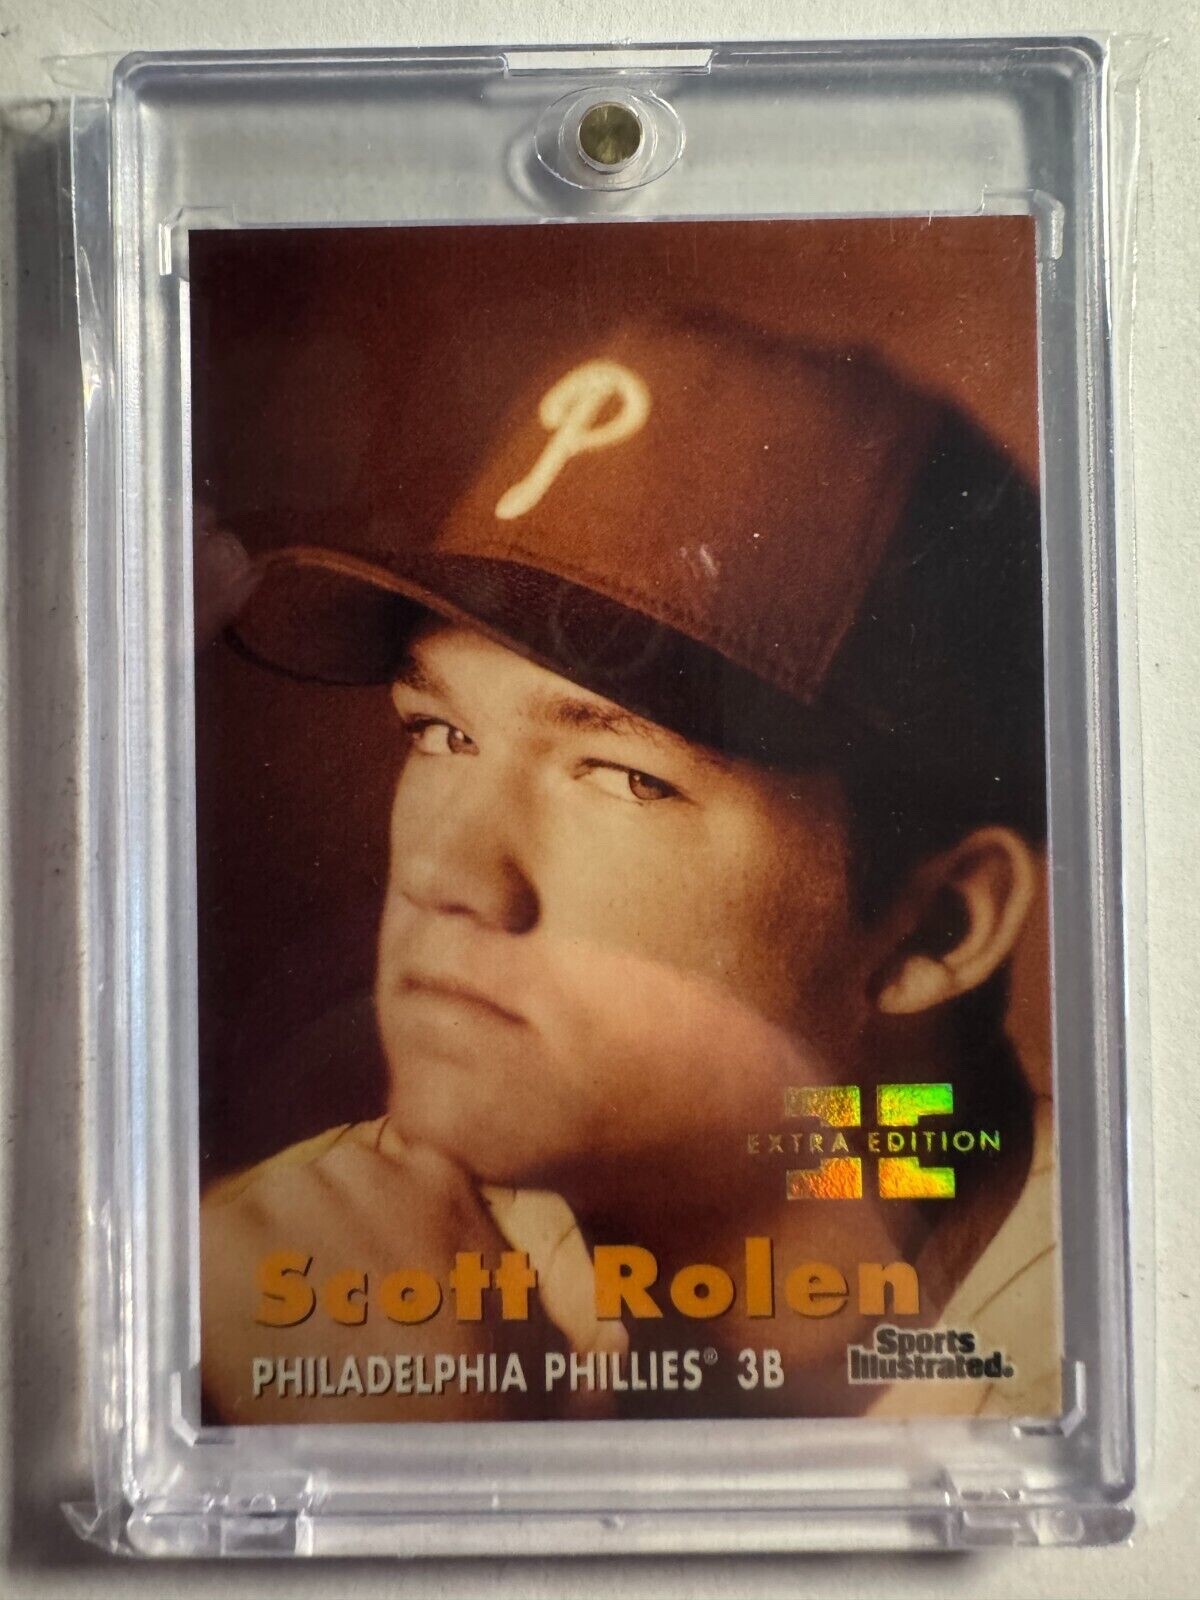 P
EXTRA EDITION
Scott Rolen
PHILADELPHIA PHILLIES® 3B
Sports
Illustrated.